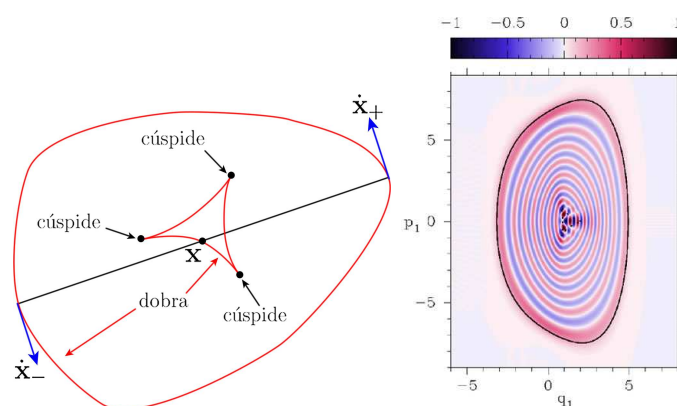 ẋ₊
cúspide
cúspide
x
dobra
cúspide
ẋ₋
−1 −0.5 0 0.5 1
5
p₁ 0
−5
−5 0 5
q₁